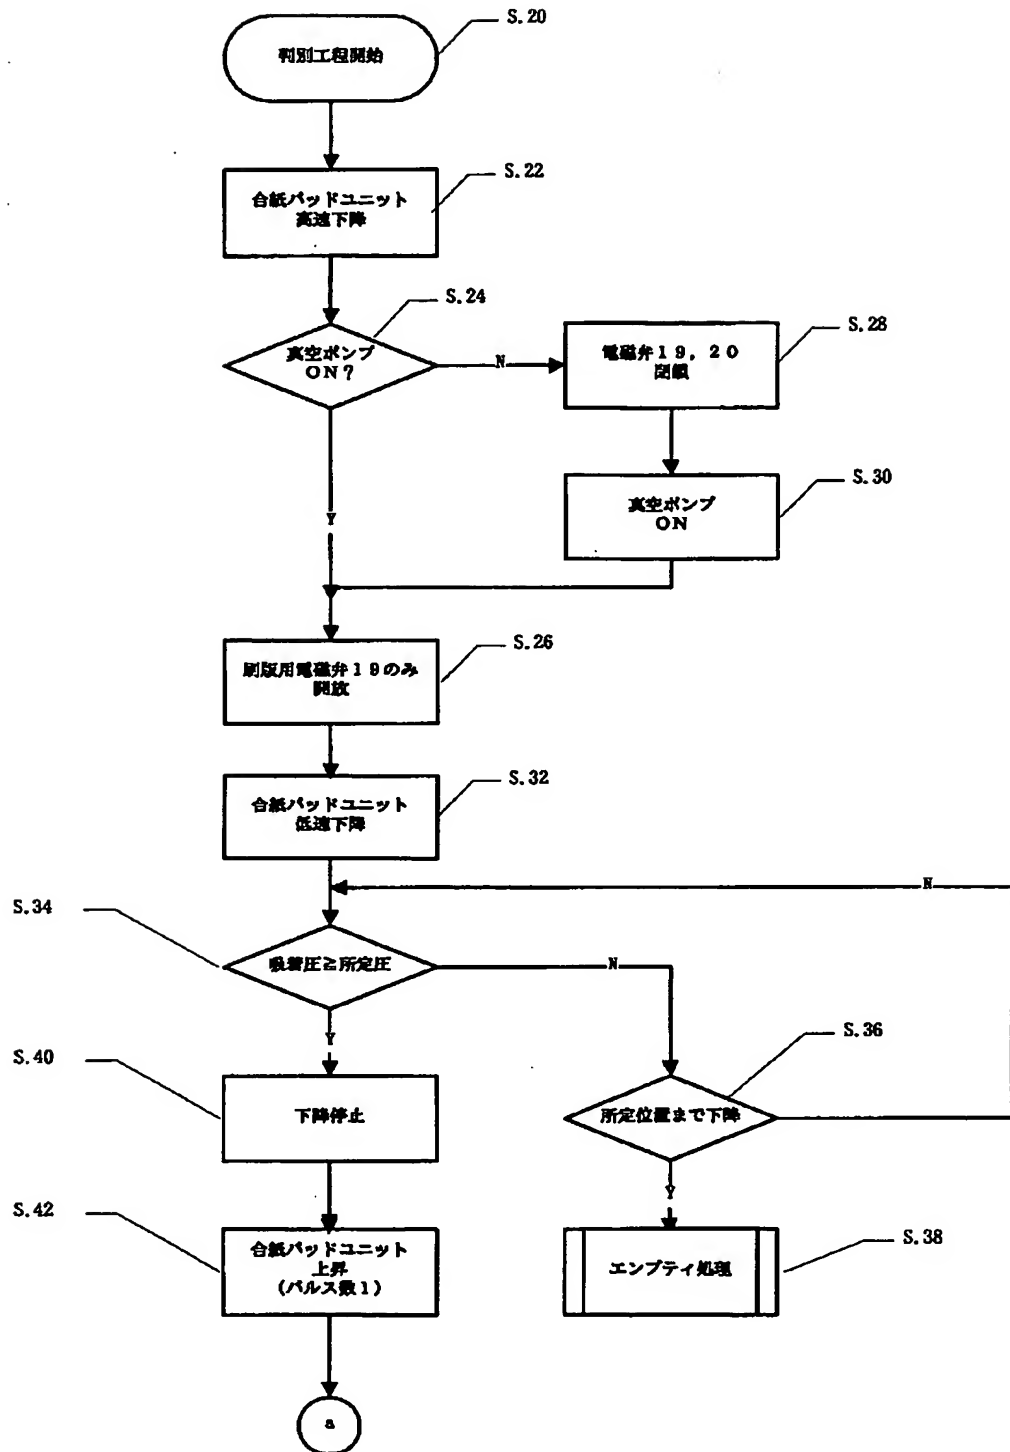 S.20
判別工程開始
S.22
合紙パッドユニット
高速下降
S.24
真空ポンプ
ON?
N
S.28
電磁弁19,20
閉鎖
Y
S.30
真空ポンプ
ON
S.26
刷版用電磁弁19のみ
開放
S.32
合紙パッドユニット
低速下降
N
S.34
吸着圧≧所定圧
N
Y
S.36
所定位置まで下降
S.40
下降停止
Y
S.42
合紙パッドユニット
上昇
(パルス数1)
S.38
エンプティ処理
a